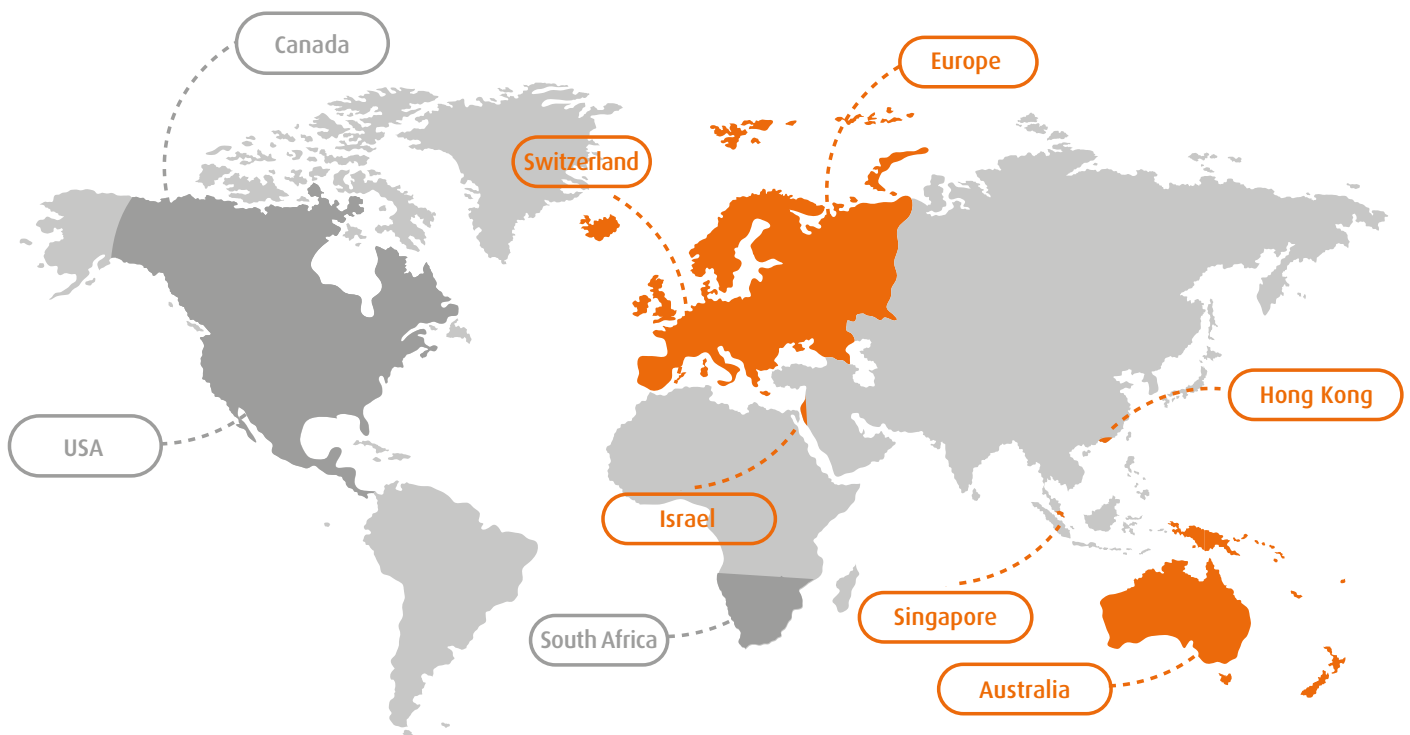 Canada
Europe
Switzerland
Hong Kong
USA
Israel
Singapore
South Africa
Australia